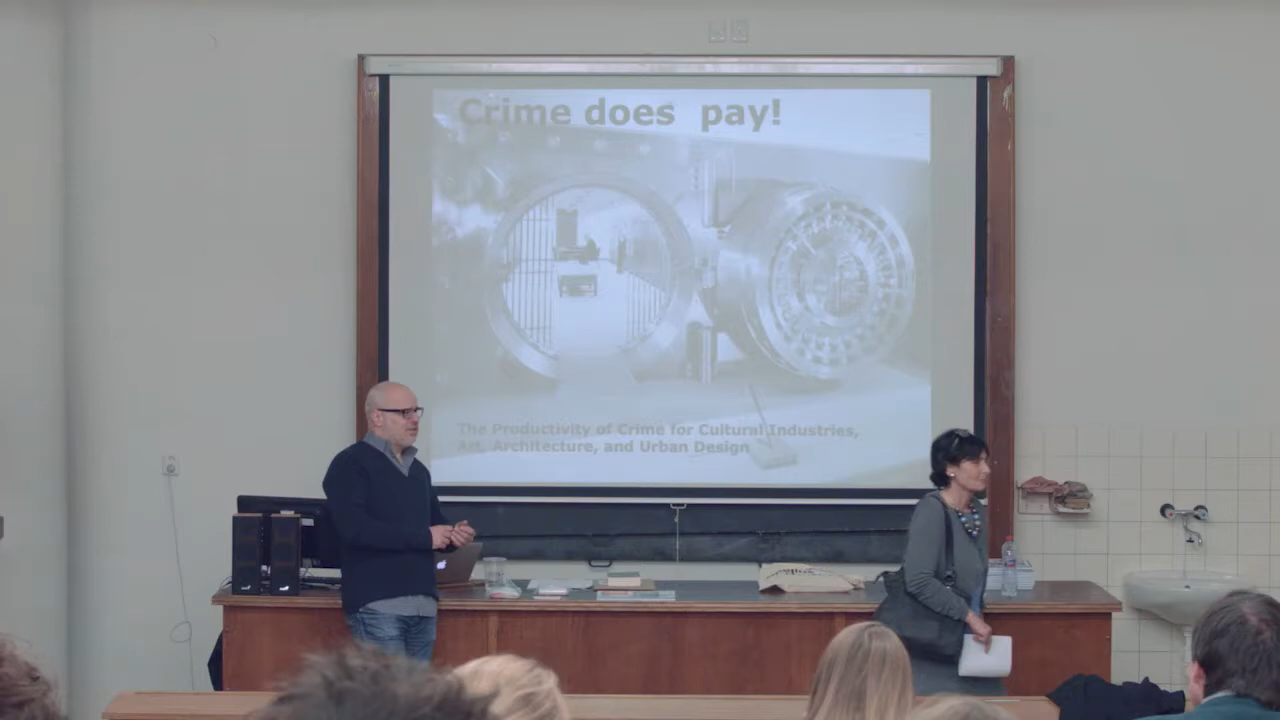 Crime does pay!
The Productivity of Crime for Cultural Industries,
Art, Architecture, and Urban Design